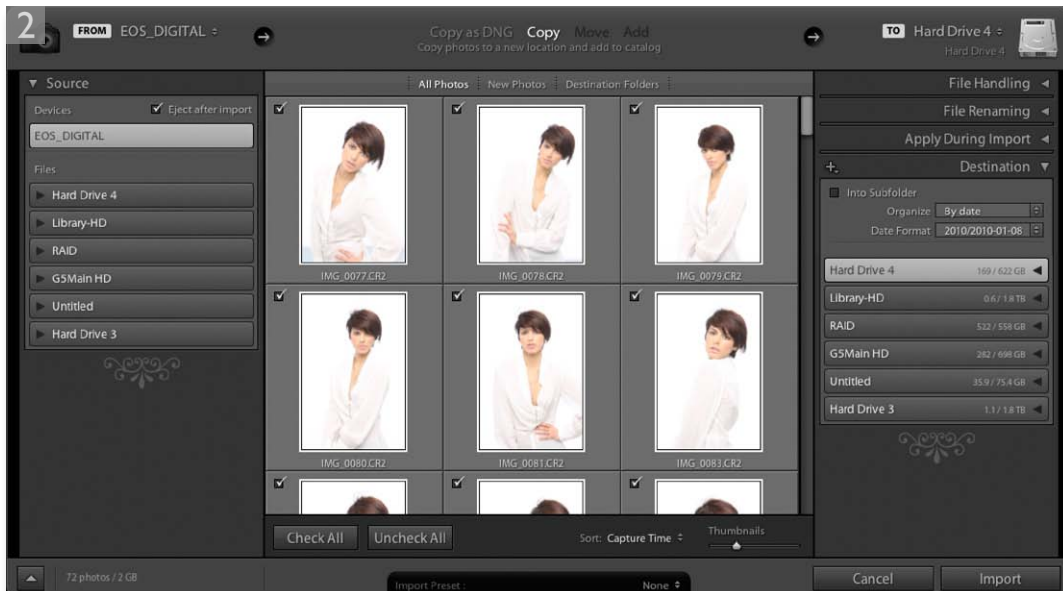 2
FROM EOS_DIGITAL
Copy as DNG Copy Move Add
Copy photos to a new location and add to catalog
TO Hard Drive 4
Hard Drive 4
Source
Devices Eject after import
EOS_DIGITAL
Files
Hard Drive 4
Library-HD
RAID
G5Main HD
Untitled
Hard Drive 3
All Photos New Photos Destination Folders
IMG_0077.CR2 IMG_0078.CR2 IMG_0079.CR2
IMG_0080.CR2 IMG_0081.CR2 IMG_0083.CR2
Check All Uncheck All Sort: Capture Time Thumbnails
File Handling
File Renaming
Apply During Import
Destination
Into Subfolder
Organize By date
Date Format 2010/2010-01-08
Hard Drive 4 169 / 622 GB
Library-HD 0.6 / 1.8 TB
RAID 522 / 558 GB
G5Main HD 282 / 698 GB
Untitled 35.9 / 75.4 GB
Hard Drive 3 1.1 / 1.8 TB
72 photos / 2 GB
Import Preset : None
Cancel Import